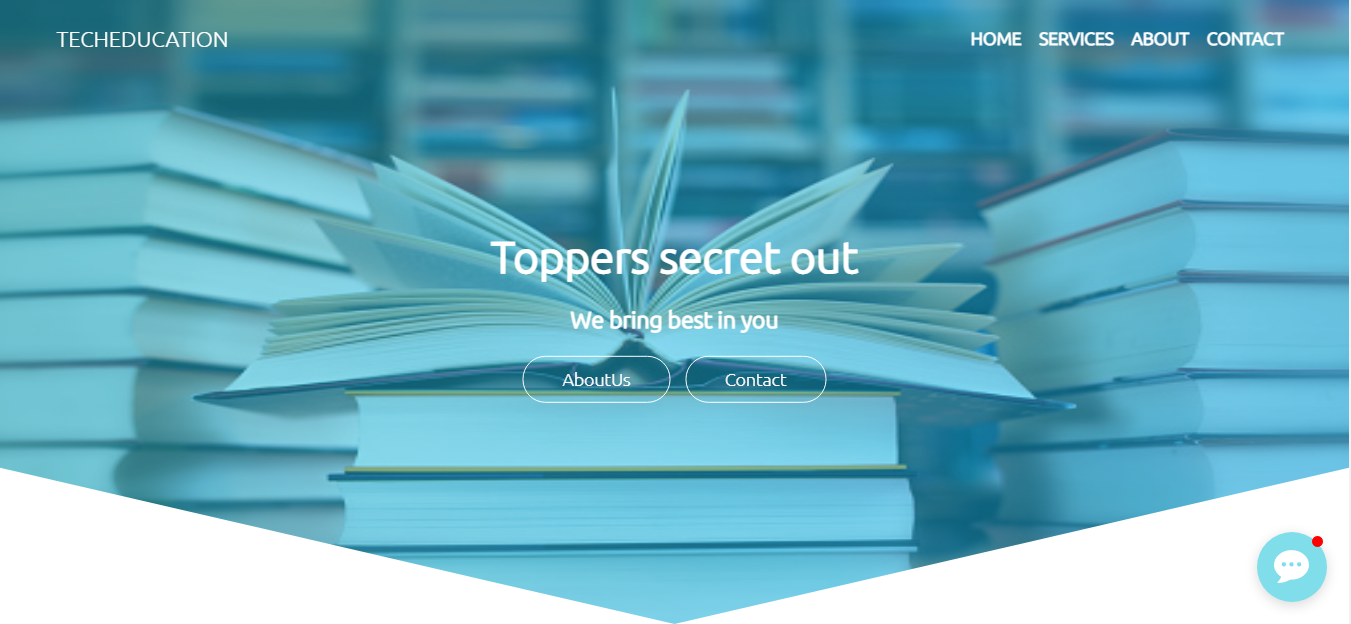 TECHEDUCATION
HOME SERVICES ABOUT CONTACT
Toppers secret out
We bring best in you
AboutUs Contact